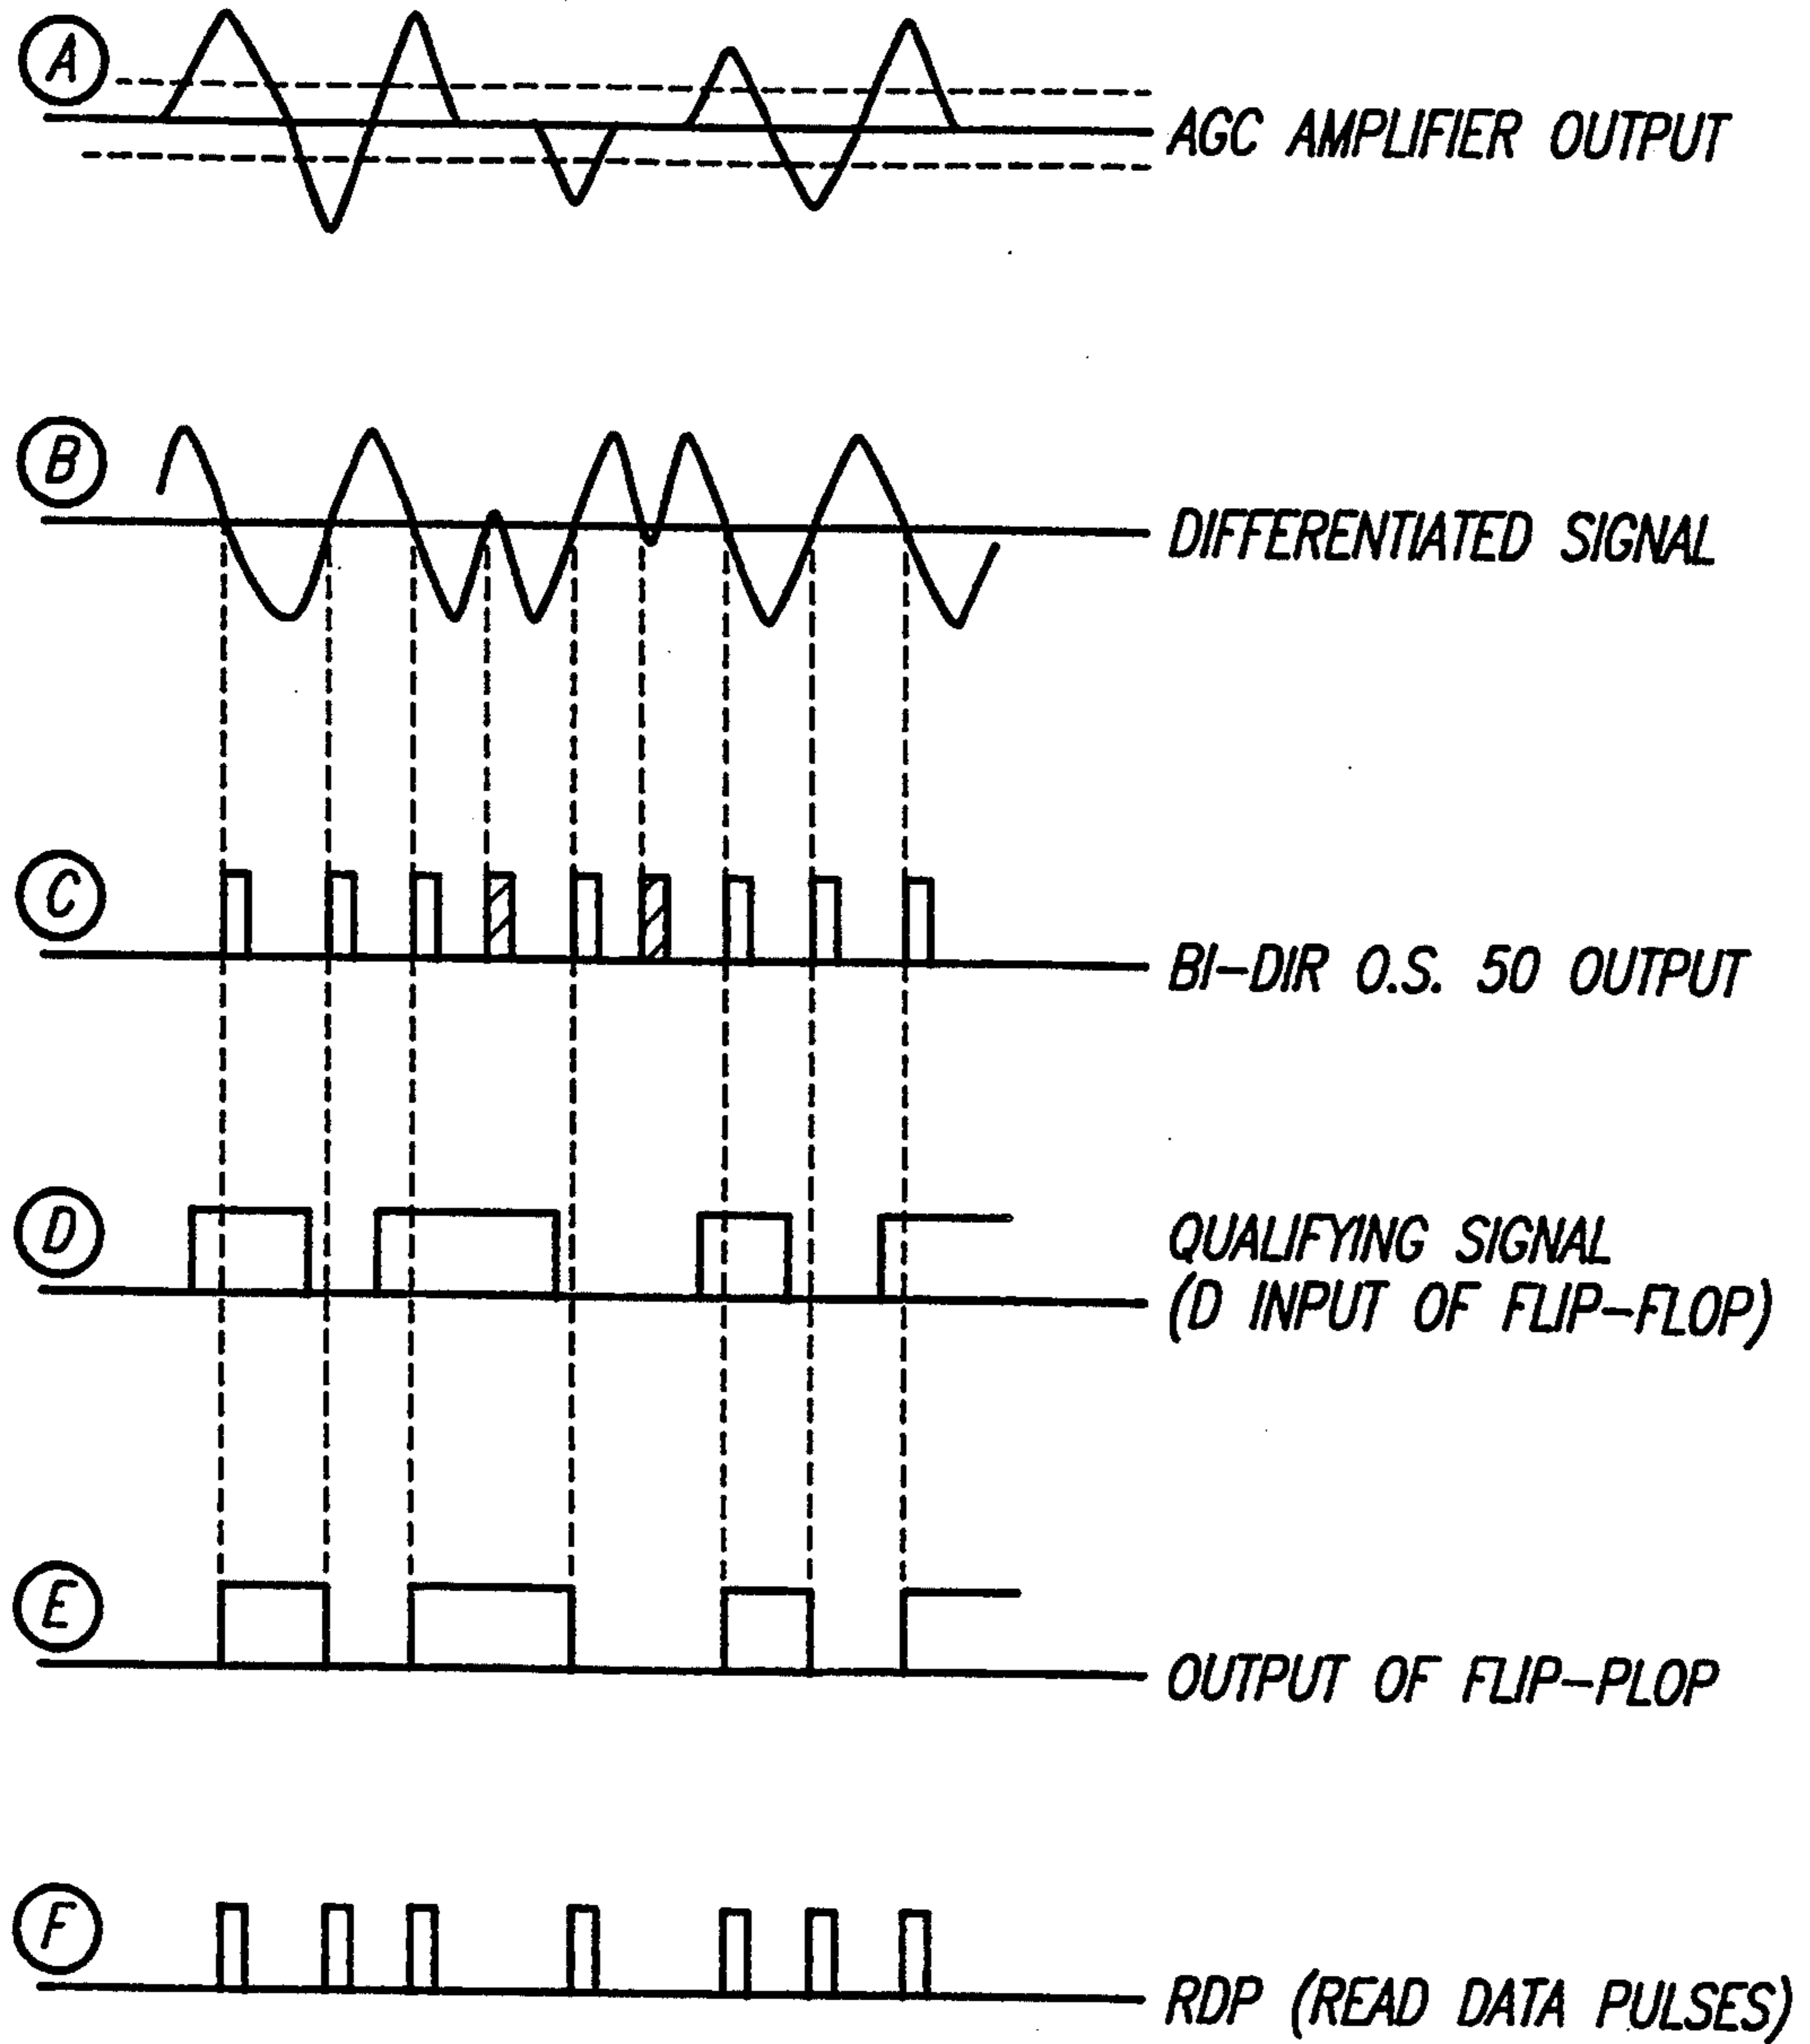 A
AGC AMPLIFIER OUTPUT
B
DIFFERENTIATED SIGNAL
C
BI-DIR O.S. 50 OUTPUT
D
QUALIFYING SIGNAL
(D INPUT OF FLIP-FLOP)
E
OUTPUT OF FLIP-PLOP
F
RDP (READ DATA PULSES)